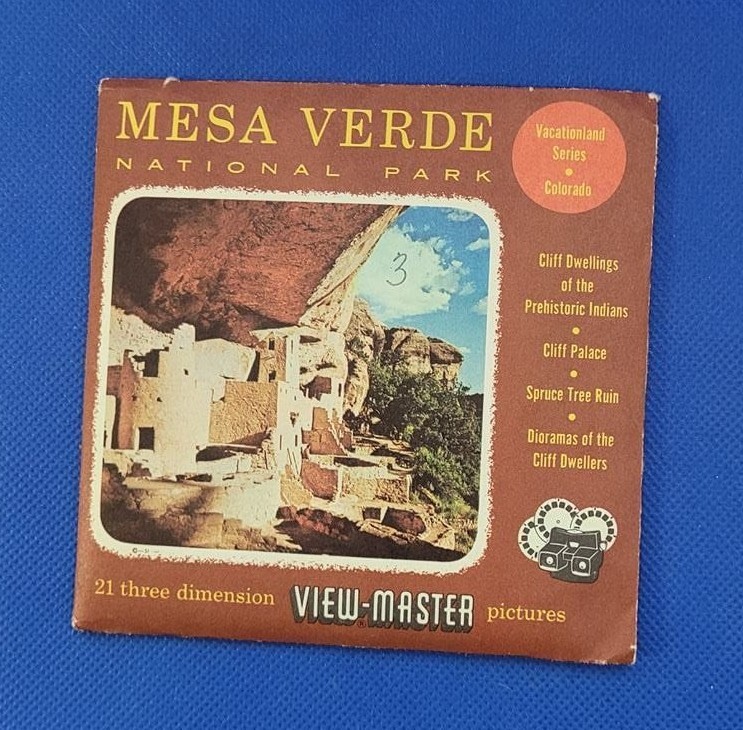 MESA VERDE
NATIONAL PARK
Vacationland
Series
•
Colorado
3
Cliff Dwellings
of the
Prehistoric Indians
•
Cliff Palace
•
Spruce Tree Ruin
•
Dioramas of the
Cliff Dwellers
21 three dimension VIEW-MASTER® pictures